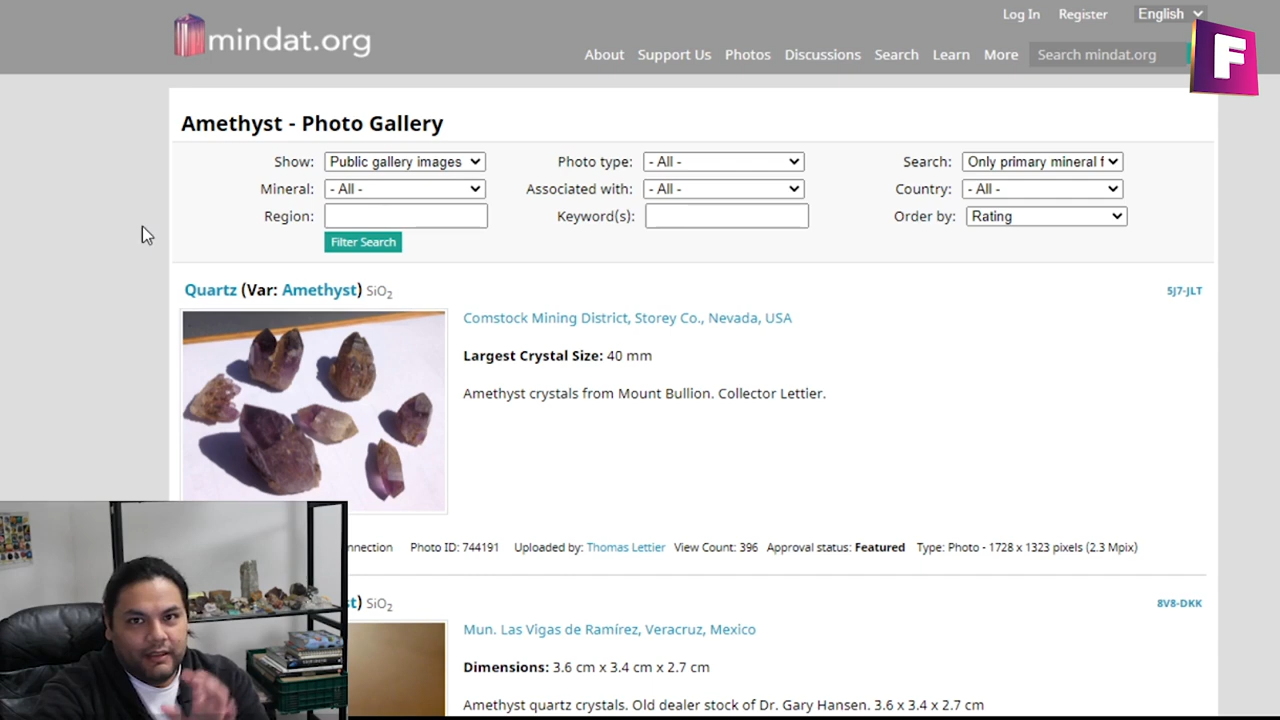 Log In Register English
mindat.org
About Support Us Photos Discussions Search Learn More Search mindat.org
F
Amethyst - Photo Gallery
Show: Public gallery images Photo type: - All - Search: Only primary mineral f
Mineral: - All - Associated with: - All - Country: - All -
Region: Keyword(s): Order by: Rating
Filter Search
Quartz (Var: Amethyst) SiO2 5J7-JLT
Comstock Mining District, Storey Co., Nevada, USA
Largest Crystal Size: 40 mm
Amethyst crystals from Mount Bullion. Collector Lettier.
nnection Photo ID: 744191 Uploaded by: Thomas Lettier View Count: 396 Approval status: Featured Type: Photo - 1728 x 1323 pixels (2.3 Mpix)
st) SiO2 8V8-DKK
Mun. Las Vigas de Ramírez, Veracruz, Mexico
Dimensions: 3.6 cm x 3.4 cm x 2.7 cm
Amethyst quartz crystals. Old dealer stock of Dr. Gary Hansen. 3.6 x 3.4 x 2.7 cm